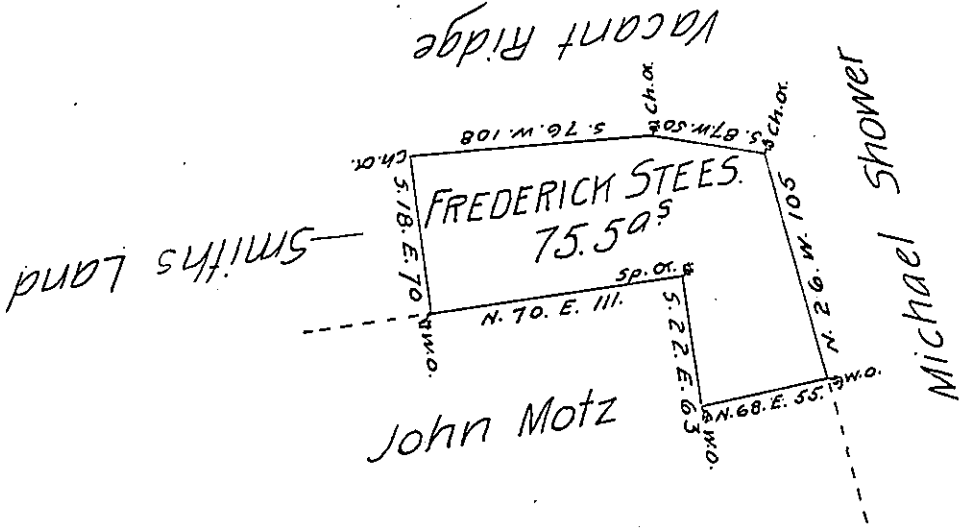 Vacant Ridge
Ch.o.
S. 76. W. 108
S. 87. W. 50
Ch.o.
Ch.o.
Michael Shower
FREDERICK STEES.
75.5 a.s
Smiths Land
S. 18. E. 70
N. 26. W. 105
Sp.o.
N. 70. E. 111.
W.O.
S. 22. E. 63
John Motz
N. 68. E. 55.
W.O.
W.O.